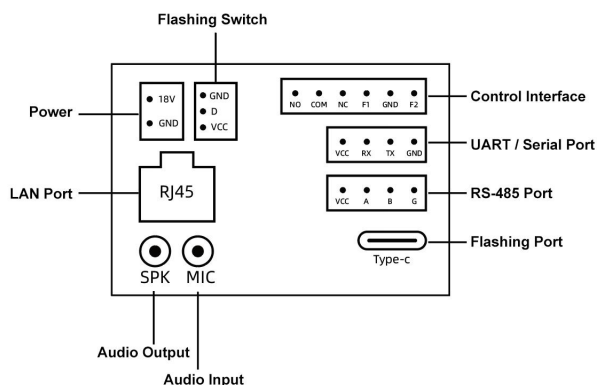 Flashing Switch
Power
18V
GND
GND
D
VCC
NO COM NC F1 GND F2
Control Interface
VCC RX TX GND
UART / Serial Port
LAN Port
RJ45
VCC A B G
RS-485 Port
Type-c
Flashing Port
SPK MIC
Audio Output
Audio Input